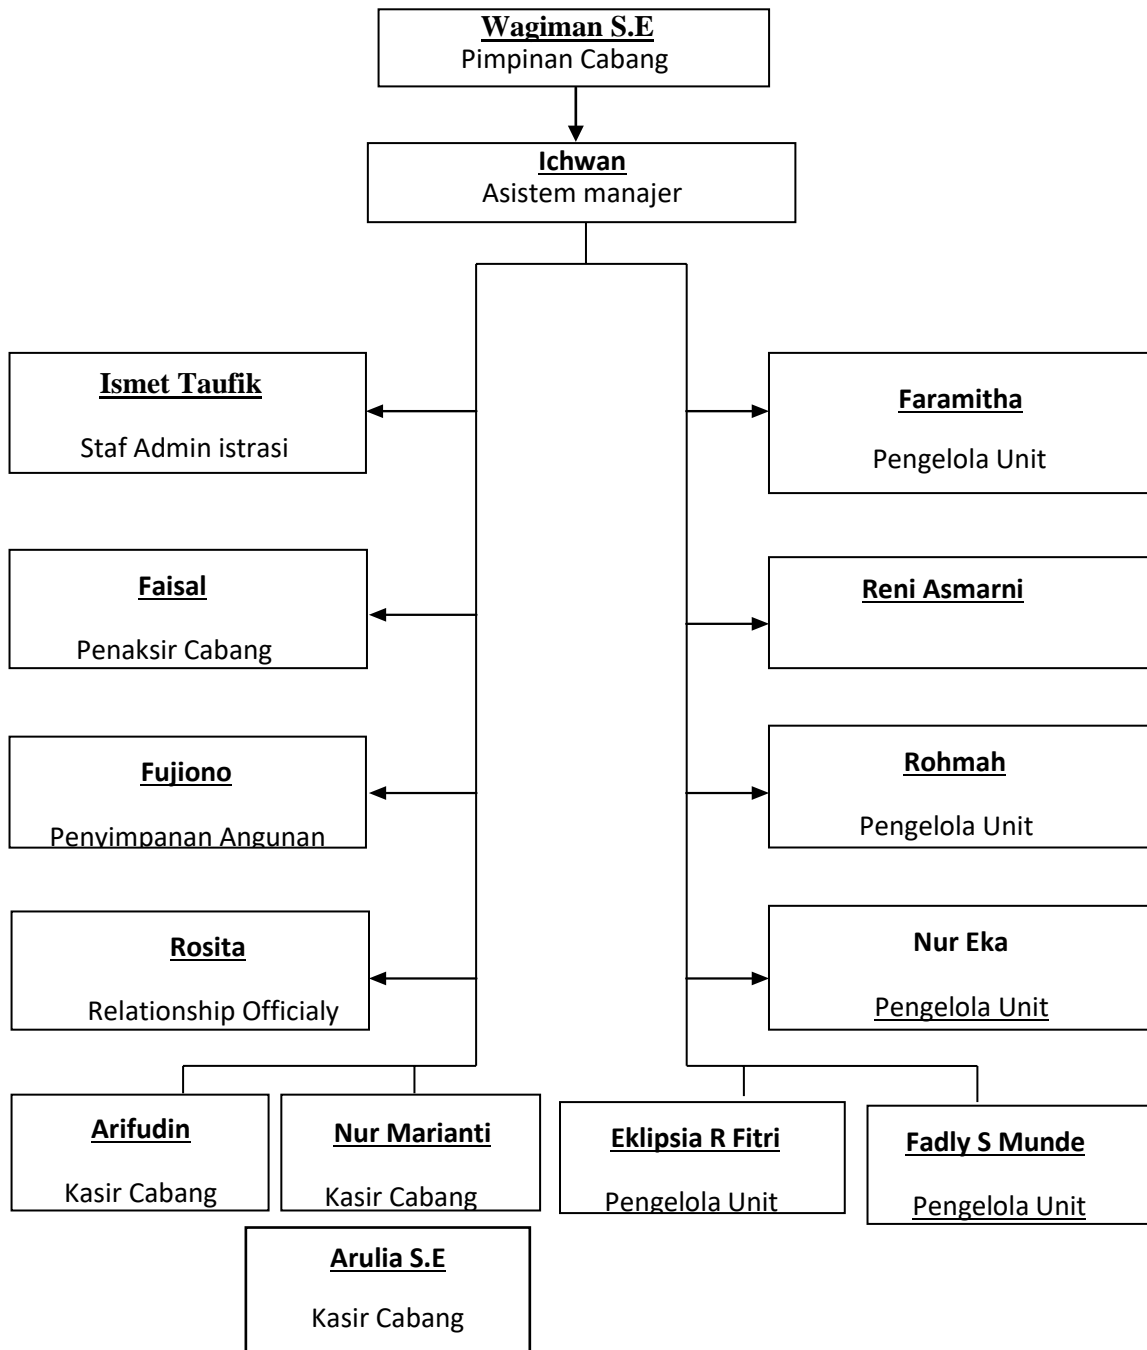 Wagiman S.E
Pimpinan Cabang
Ichwan
Asistem manajer
Ismet Taufik
Staf Admin istrasi
Faramitha
Pengelola Unit
Faisal
Penaksir Cabang
Reni Asmarni
Fujiono
Penyimpanan Angunan
Rohmah
Pengelola Unit
Rosita
Relationship Officialy
Nur Eka
Pengelola Unit
Arifudin
Kasir Cabang
Nur Marianti
Kasir Cabang
Eklipsia R Fitri
Pengelola Unit
Fadly S Munde
Pengelola Unit
Arulia S.E
Kasir Cabang